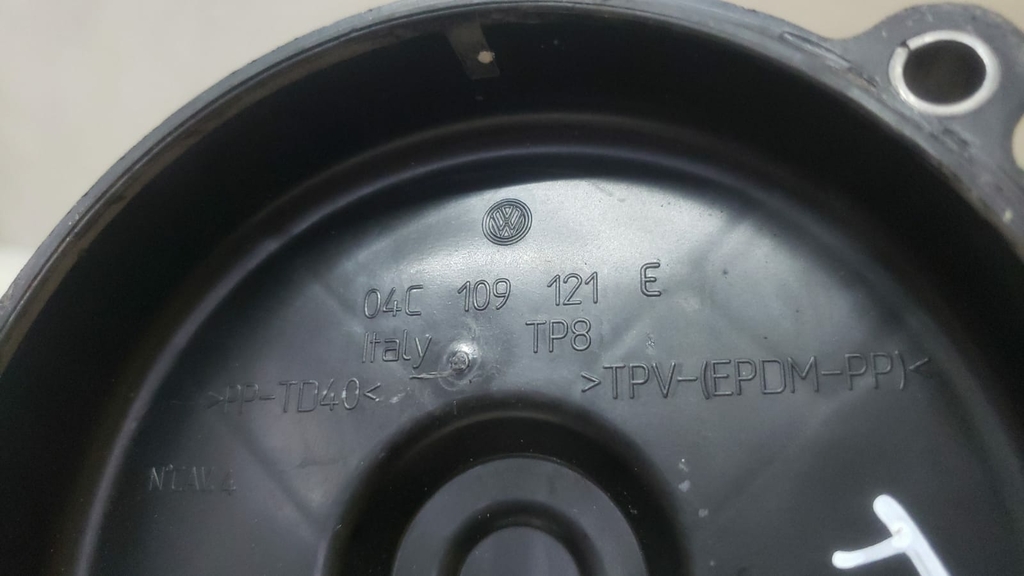 04C 109 121 E
Italy TP8
>PP-TD40< >TPV-(EPDM-PP)<